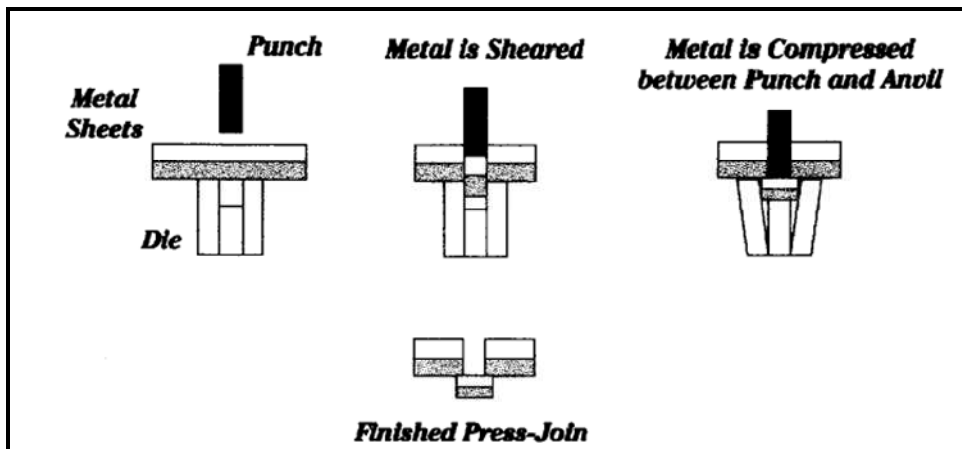 Punch
Metal
Sheets
Die
Metal is Sheared
Metal is Compressed
between Punch and Anvil
Finished Press-Join